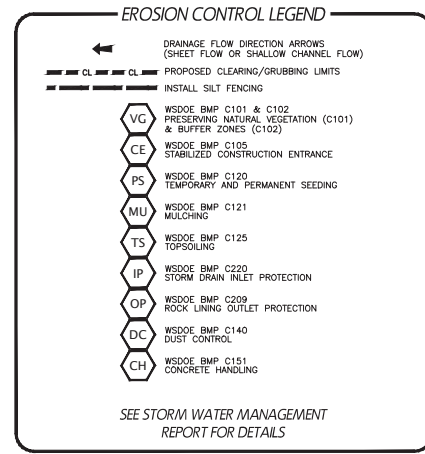 EROSION CONTROL LEGEND
DRAINAGE FLOW DIRECTION ARROWS
(SHEET FLOW OR SHALLOW CHANNEL FLOW)
CL CL PROPOSED CLEARING/GRUBBING LIMITS
INSTALL SILT FENCING
VG WSDOE BMP C101 & C102
PRESERVING NATURAL VEGETATION (C101)
& BUFFER ZONES (C102)
CE WSDOE BMP C105
STABILIZED CONSTRUCTION ENTRANCE
PS WSDOE BMP C120
TEMPORARY AND PERMANENT SEEDING
MU WSDOE BMP C121
MULCHING
TS WSDOE BMP C125
TOPSOILING
IP WSDOE BMP C220
STORM DRAIN INLET PROTECTION
OP WSDOE BMP C209
ROCK LINING OUTLET PROTECTION
DC WSDOE BMP C140
DUST CONTROL
CH WSDOE BMP C151
CONCRETE HANDLING
SEE STORM WATER MANAGEMENT
REPORT FOR DETAILS